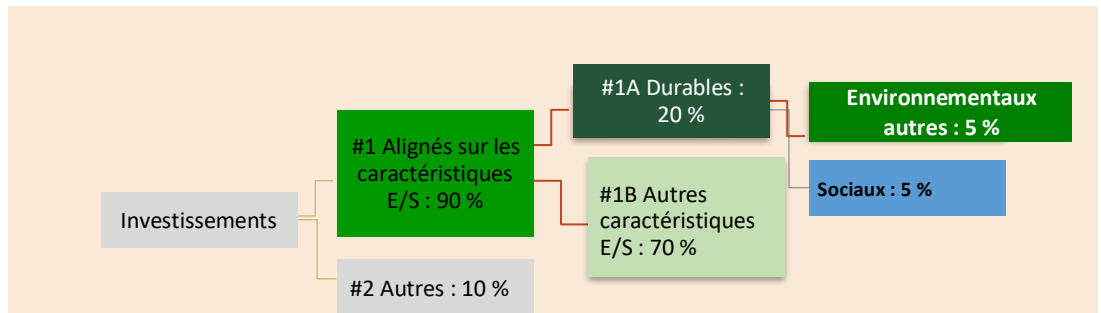 Investissements
#1 Alignés sur les
caractéristiques
E/S : 90 %
#2 Autres : 10 %
#1A Durables :
20 %
#1B Autres
caractéristiques
E/S : 70 %
Environnementaux
autres : 5 %
Sociaux : 5 %